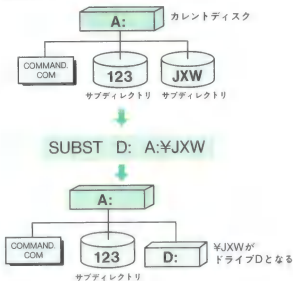 A:
カレントディスク
COMMAND.
COM
123
JXW
サブディレクトリ
サブディレクトリ
SUBST D: A:¥JXW
A:
COMMAND.
COM
123
D:
¥JXWが
ドライブDとなる
サブディレクトリ